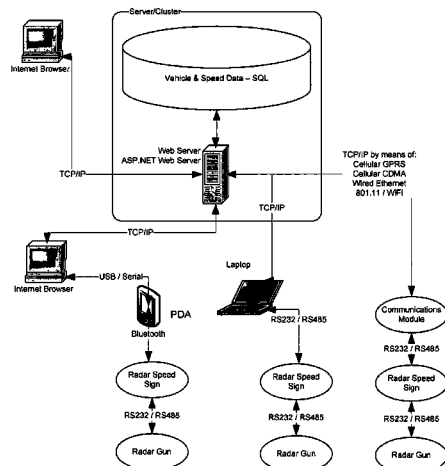 Server/Cluster
Internet Browser
Vehicle & Speed Data – SQL
Web Server
ASP.NET Web Server
TCP/IP
TCP/IP by means of:
Cellular GPRS
Cellular CDMA
Wired Ethernet
801.11 / WIFI
TCP/IP
TCP/IP
Internet Browser
USB / Serial
PDA
Bluetooth
Laptop
RS232 / RS485
Communications
Module
RS232 / RS485
Radar Speed
Sign
Radar Speed
Sign
Radar Speed
Sign
RS232 / RS485
RS232 / RS485
RS232 / RS485
Radar Gun
Radar Gun
Radar Gun